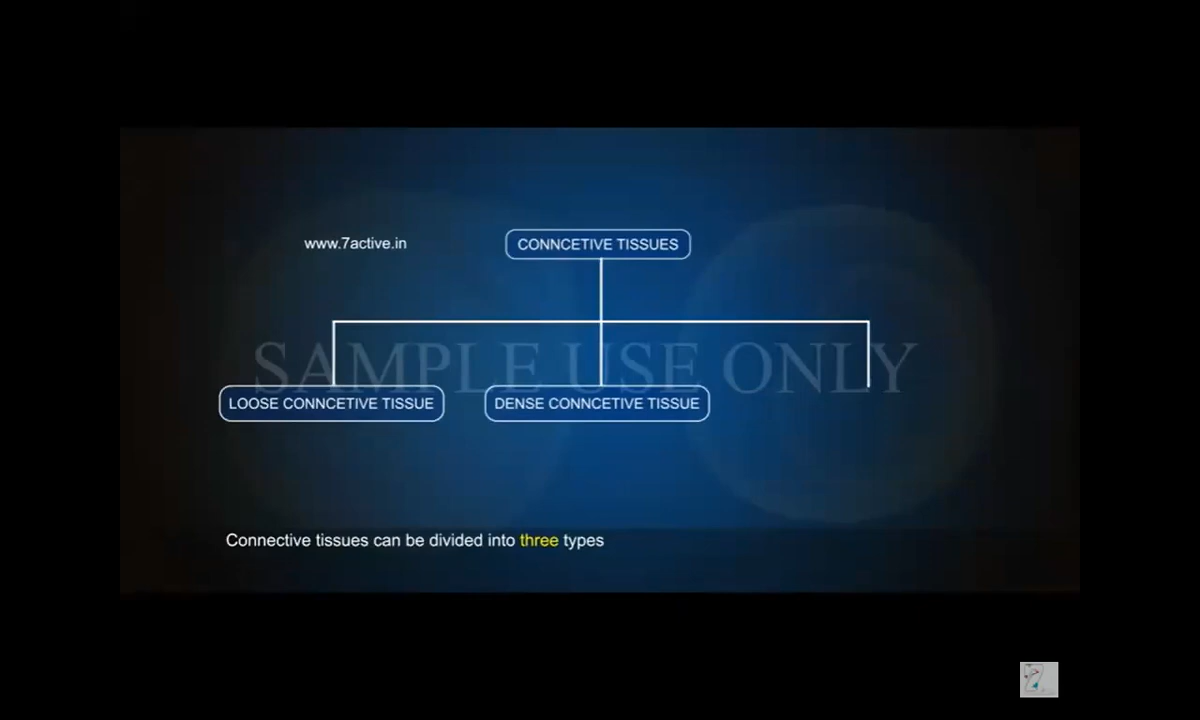 www.7active.in
CONNCETIVE TISSUES
SAMPLE USE ONLY
LOOSE CONNCETIVE TISSUE
DENSE CONNCETIVE TISSUE
Connective tissues can be divided into three types
7